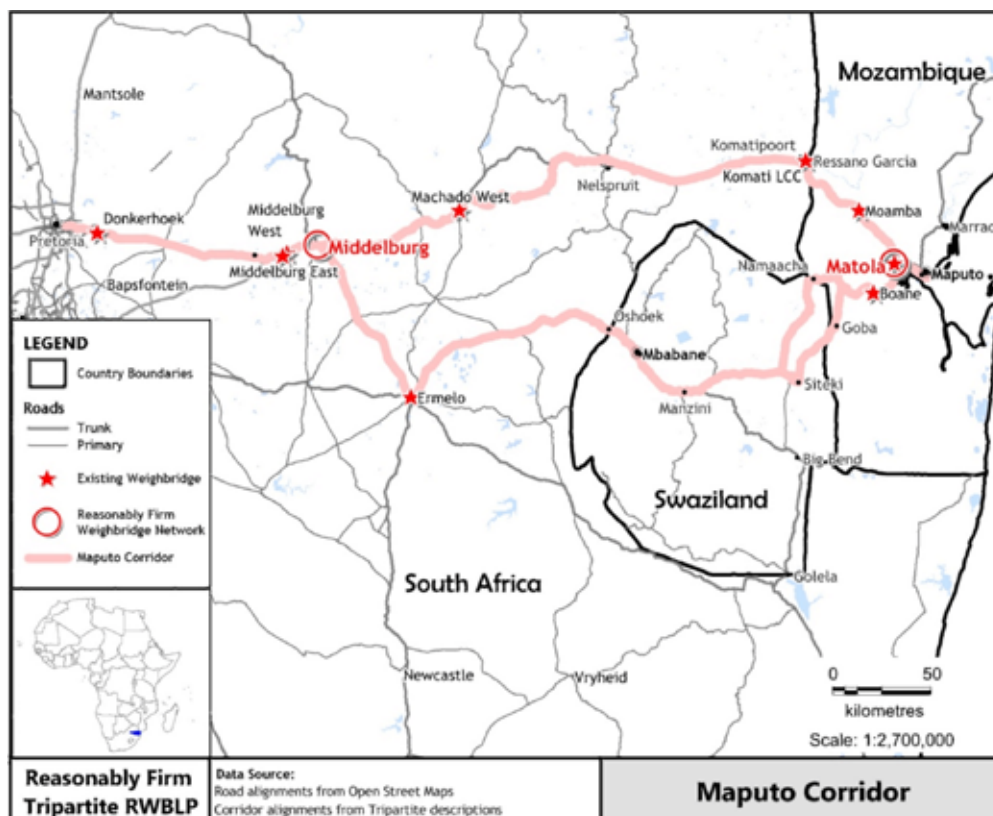 Mozambique
Mantsole
Komatipoort
Ressano Garcia
Komati LCC
Nelspruit
Machado West
Moamba
Donkerhoek
Middelburg
West
Middelburg
Pretoria
Middelburg East
Marrac
Matola
Maputo
Namaacha
Bapsfontein
Boane
Oshoek
Goba
Mbabane
Siteki
Manzini
Ermelo
Big Bend
Swaziland
South Africa
Golela
Newcastle
Vryheid
LEGEND
Country Boundaries
Roads
Trunk
Primary
Existing Weighbridge
Reasonably Firm
Weighbridge Network
Maputo Corridor
0 50
kilometres
Scale: 1:2,700,000
Reasonably Firm
Tripartite RWBLP
Data Source:
Road alignments from Open Street Maps
Corridor alignments from Tripartite descriptions
Maputo Corridor